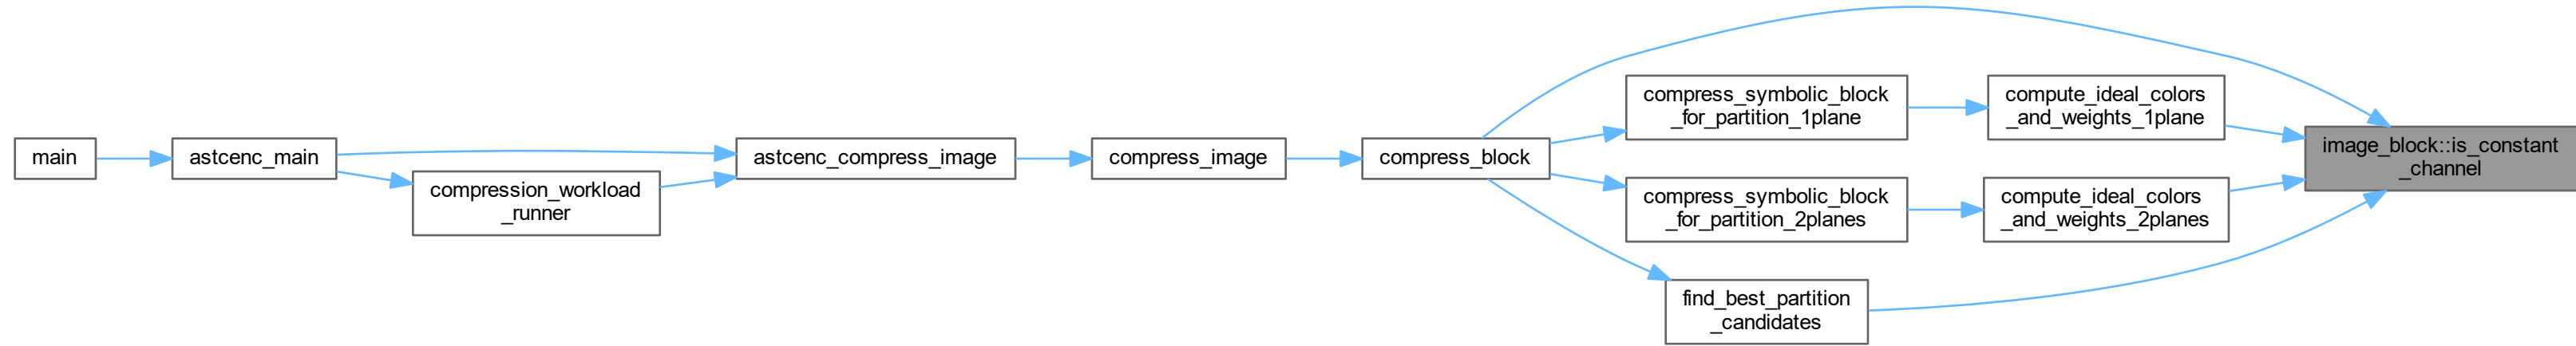 main
astcenc_main
compression_workload
_runner
astcenc_compress_image
compress_image
compress_block
compress_symbolic_block
_for_partition_1plane
compress_symbolic_block
_for_partition_2planes
find_best_partition
_candidates
compute_ideal_colors
_and_weights_1plane
compute_ideal_colors
_and_weights_2planes
image_block::is_constant
_channel